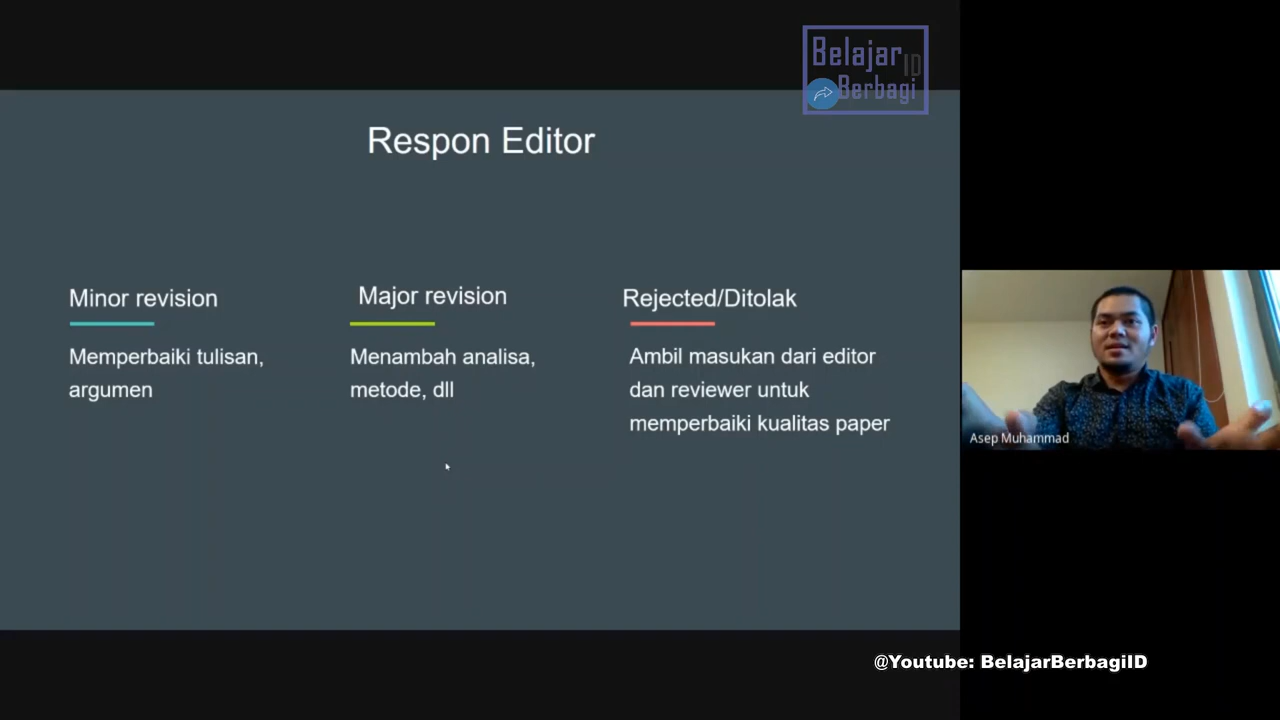 Belajar ID
Berbagi
Respon Editor
Minor revision
Memperbaiki tulisan,
argumen
Major revision
Menambah analisa,
metode, dll
Rejected/Ditolak
Ambil masukan dari editor
dan reviewer untuk
memperbaiki kualitas paper
Asep Muhammad
@Youtube: BelajarBerbagiID